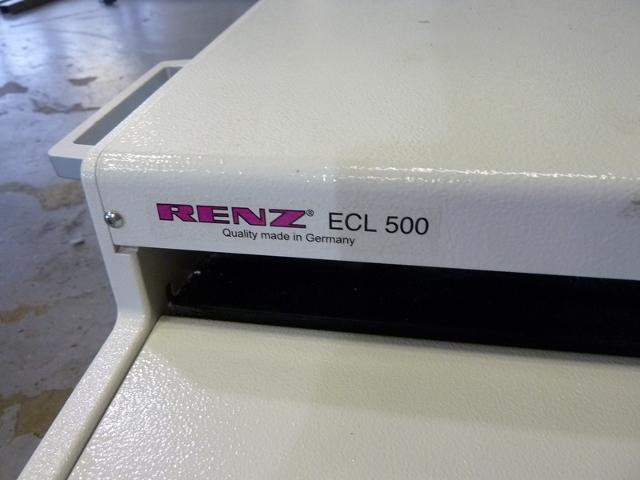 RENZ® ECL 500
Quality made in Germany